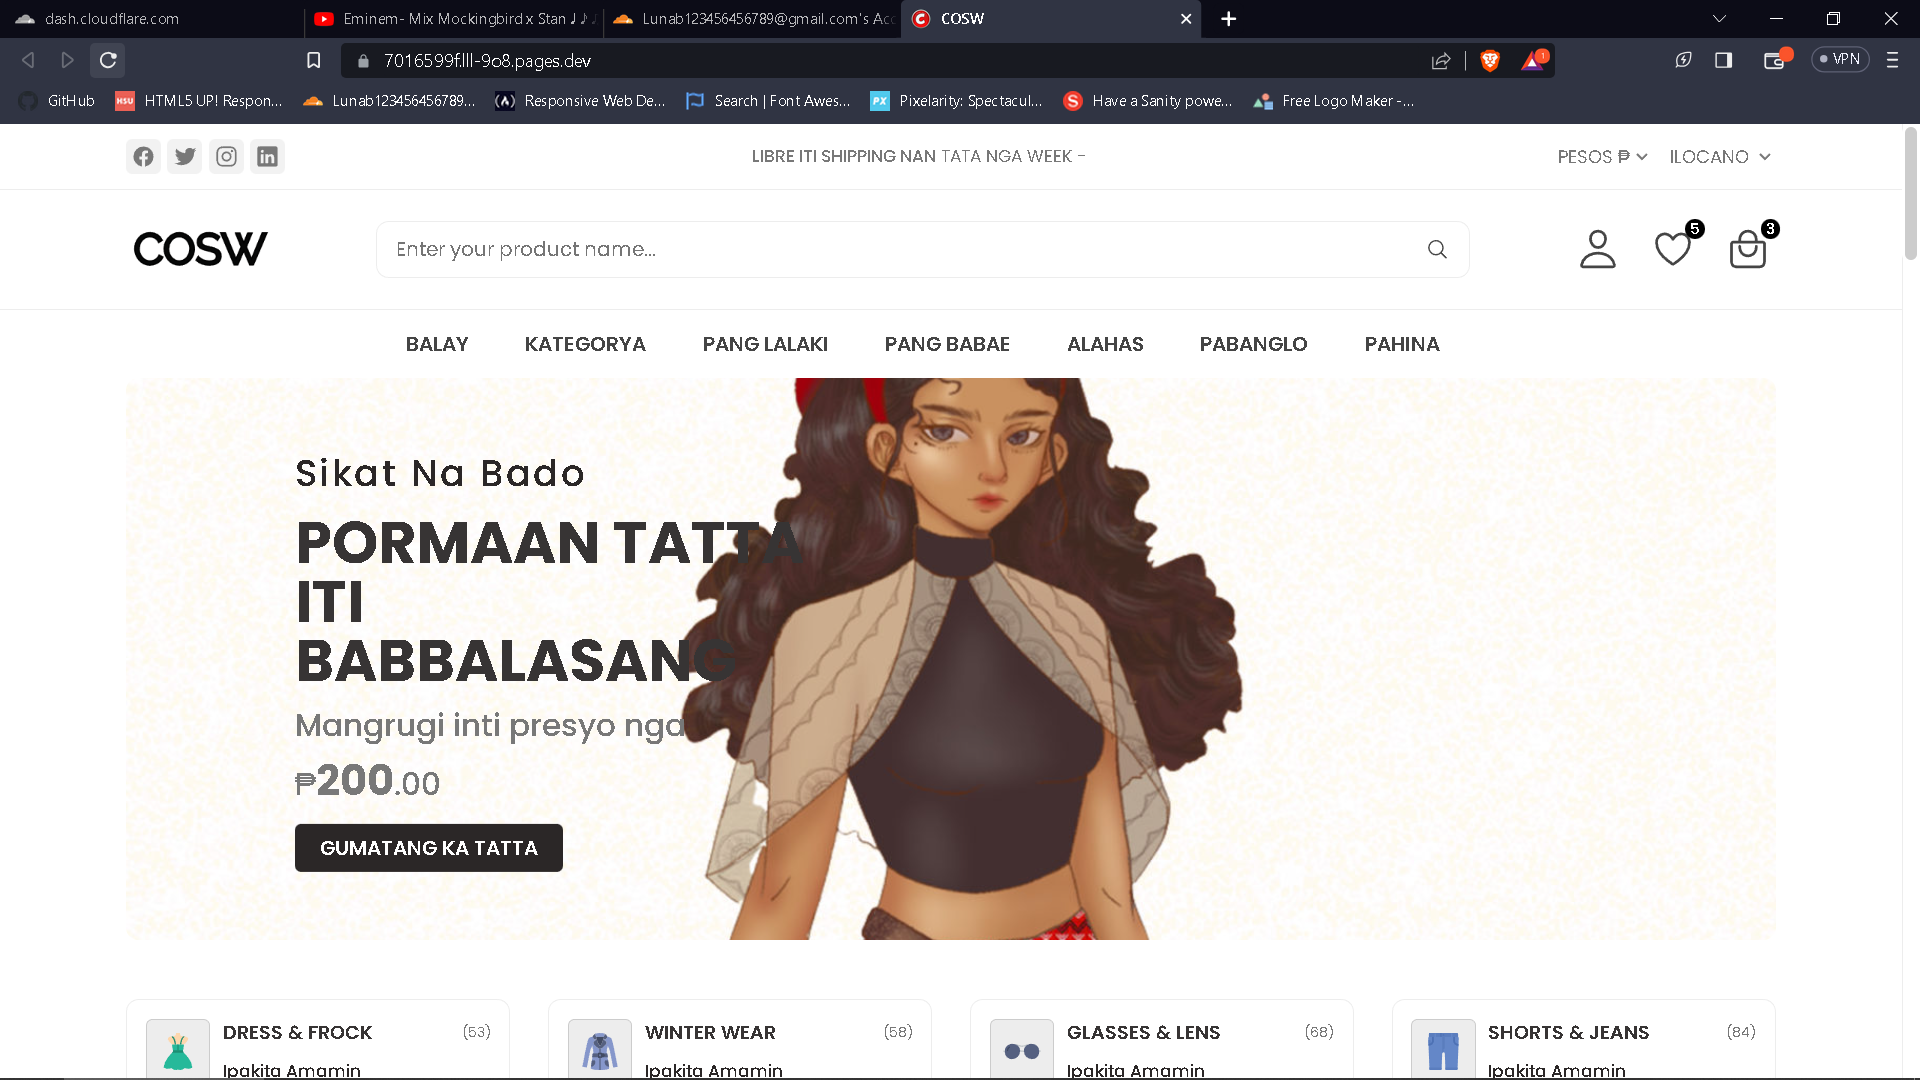 dash.cloudflare.com
Eminem- Mix Mockingbird x Stan ♩ ♪ ♪
Lunab123456456789@gmail.com's Acc
COSW
7016599f.lll-9o8.pages.dev
1
VPN
GitHub
HTML5 UP! Respon...
Lunab123456456789...
Responsive Web De...
Search | Font Awes...
Pixelarity: Spectacul...
Have a Sanity powe...
Free Logo Maker -...
LIBRE ITI SHIPPING NAN TATA NGA WEEK -
PESOS ₱
ILOCANO
COSW
Enter your product name...
5
3
BALAY
KATEGORYA
PANG LALAKI
PANG BABAE
ALAHAS
PABANGLO
PAHINA
Sikat Na Bado
PORMAAN TATTA
ITI
BABBALASANG
Mangrugi inti presyo nga
₱200.00
GUMATANG KA TATTA
DRESS & FROCK (53)
Ipakita Amamin
WINTER WEAR (58)
Ipakita Amamin
GLASSES & LENS (68)
Ipakita Amamin
SHORTS & JEANS (84)
Ipakita Amamin